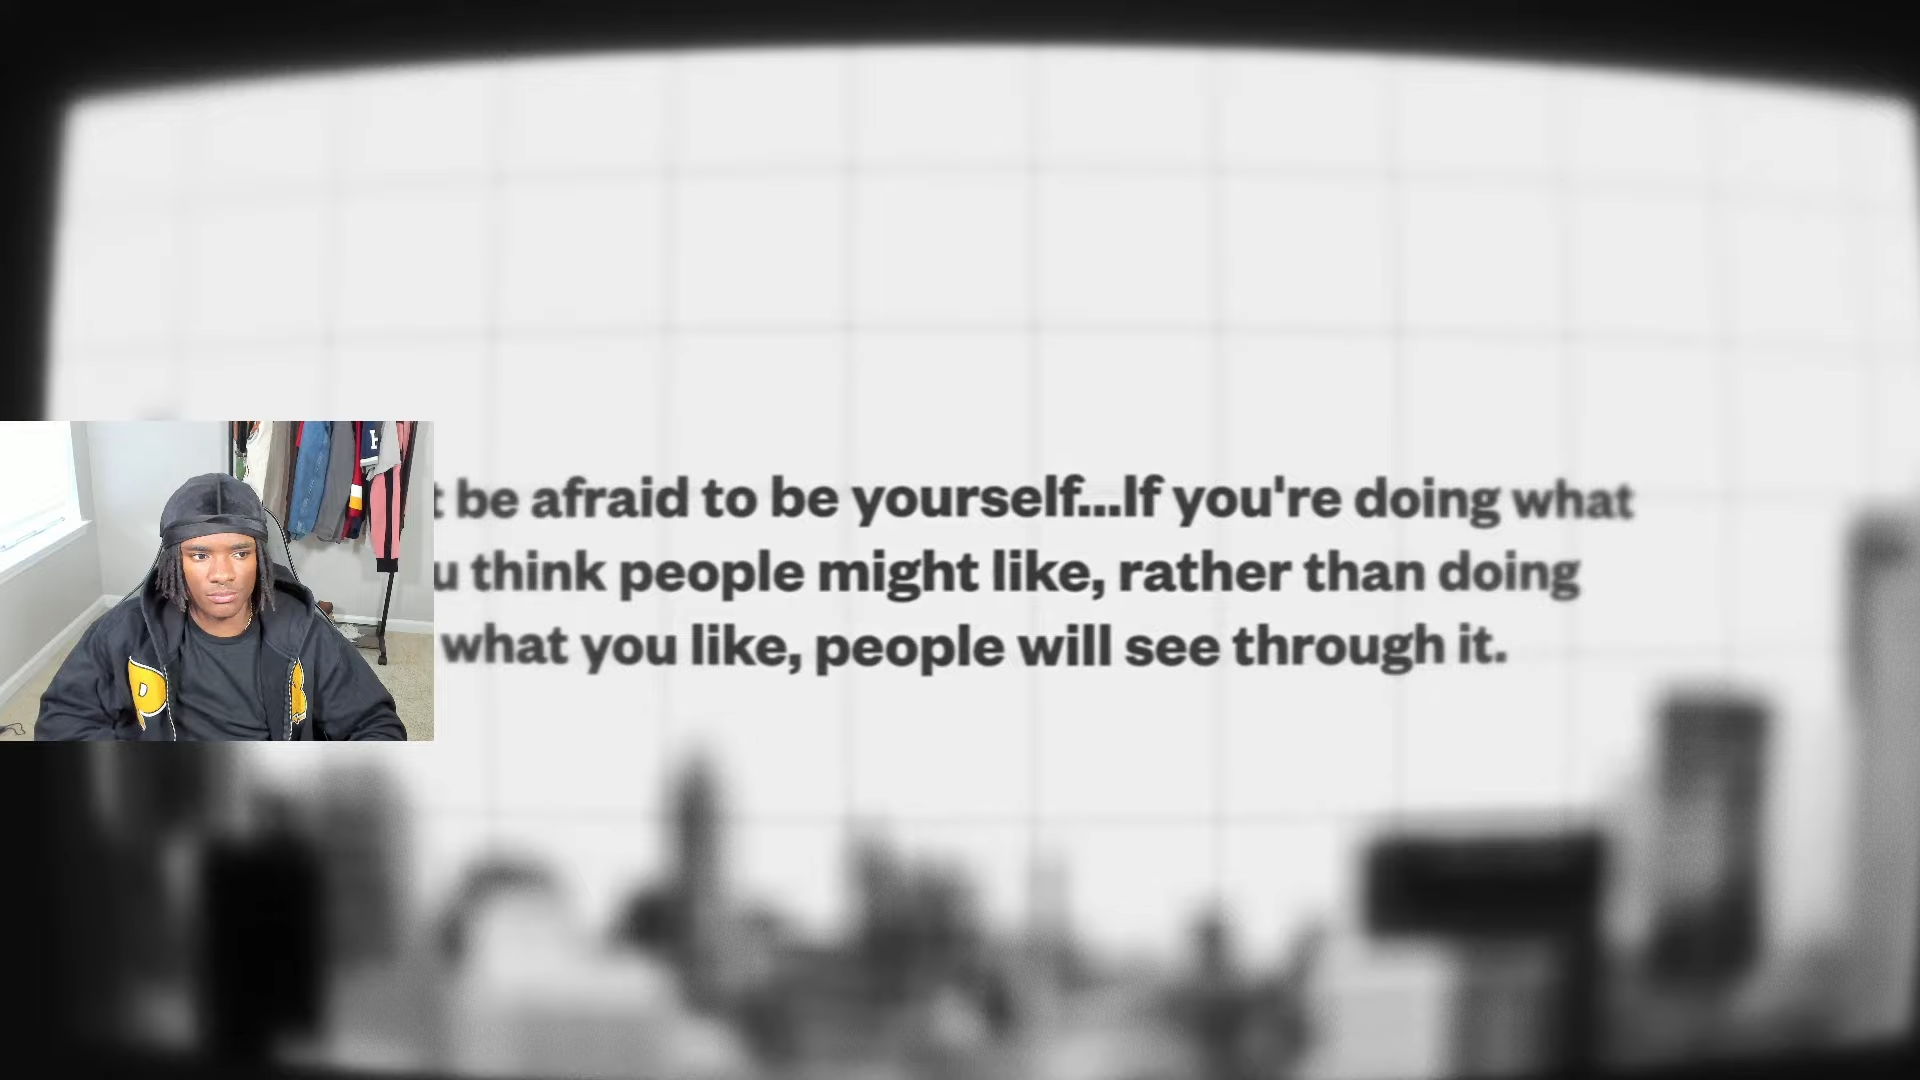 be afraid to be yourself...If you're doing what
think people might like, rather than doing
what you like, people will see through it.
P